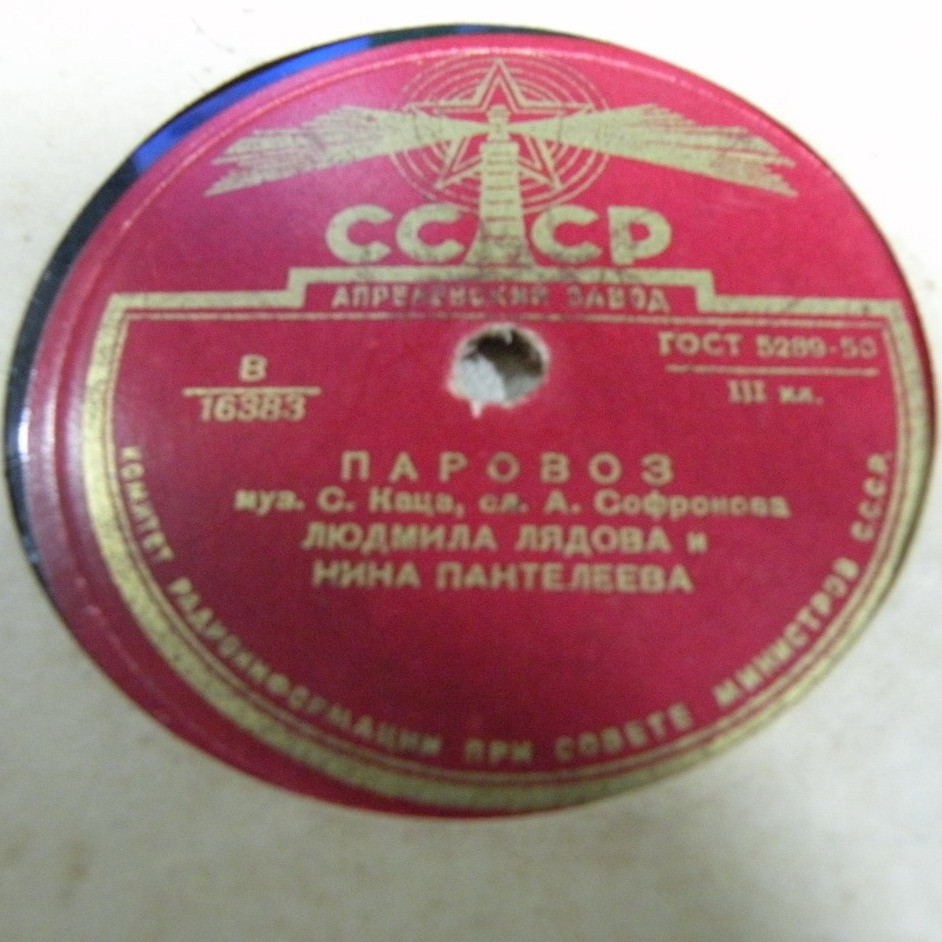 СССР
АПРЕЛЕВСКИЙ ЗАВОД
ГОСТ 5289-50
III кл.
В
16383
ПАРОВОЗ
муз. С. Каца, сл. А. Софронова
ЛЮДМИЛА ЛЯДОВА и
НИНА ПАНТЕЛЕЕВА
КОМИТЕТ РАДИОИНФОРМАЦИИ ПРИ СОВЕТЕ МИНИСТРОВ С.С.С.Р.